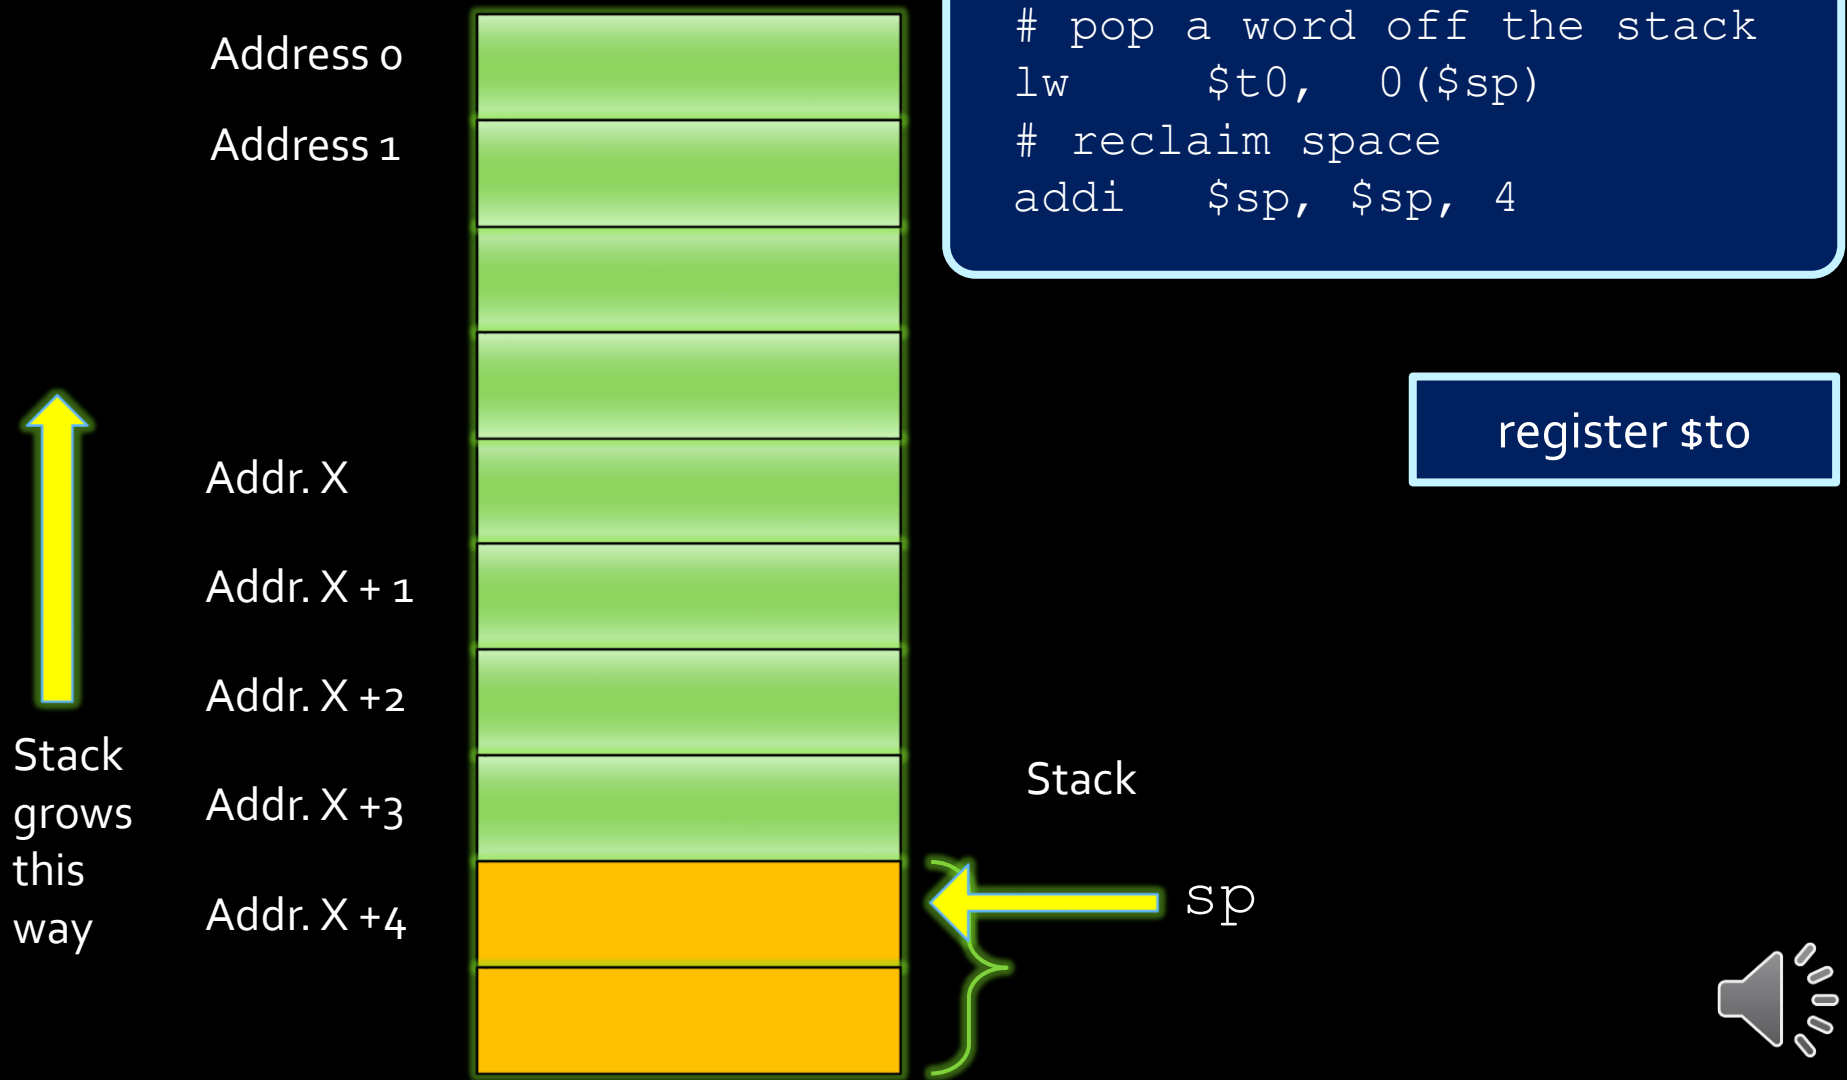 Address 0
Address 1
Addr. X
Addr. X + 1
Addr. X +2
Addr. X +3
Addr. X +4
Stack
grows
this
way
# pop a word off the stack
lw $t0, 0($sp)
# reclaim space
addi $sp, $sp, 4
register $t0
Stack
sp